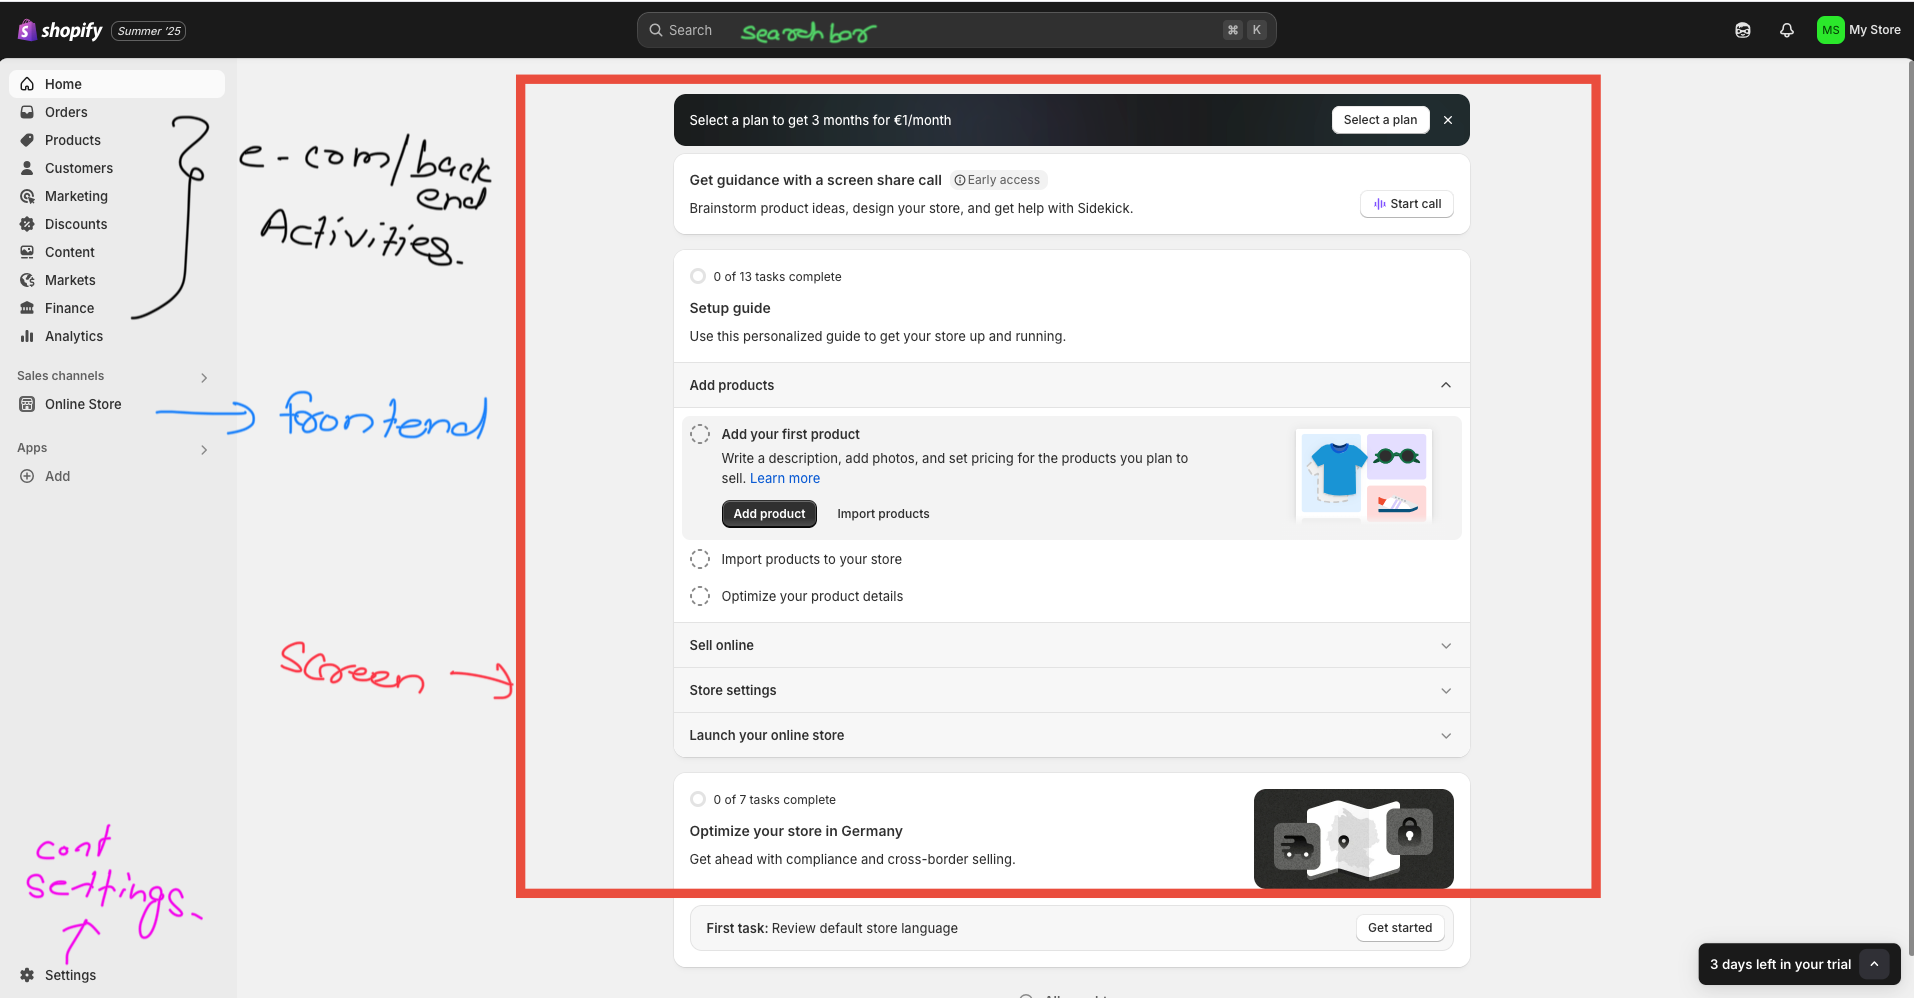 shopify Summer '25
Search
Search bar
⌘ K
MS My Store
Home
Orders
Products
Customers
Marketing
Discounts
Content
Markets
Finance
Analytics
e-com/back
end
Activities.
Sales channels
Online Store
frontend
Apps
Add
Screen
settings.
Settings
Select a plan to get 3 months for €1/month
Select a plan
Get guidance with a screen share call Early access
Brainstorm product ideas, design your store, and get help with Sidekick.
Start call
0 of 13 tasks complete
Setup guide
Use this personalized guide to get your store up and running.
Add products
Add your first product
Write a description, add photos, and set pricing for the products you plan to
sell. Learn more
Add product Import products
Import products to your store
Optimize your product details
Sell online
Store settings
Launch your online store
0 of 7 tasks complete
Optimize your store in Germany
Get ahead with compliance and cross-border selling.
First task: Review default store language
Get started
3 days left in your trial